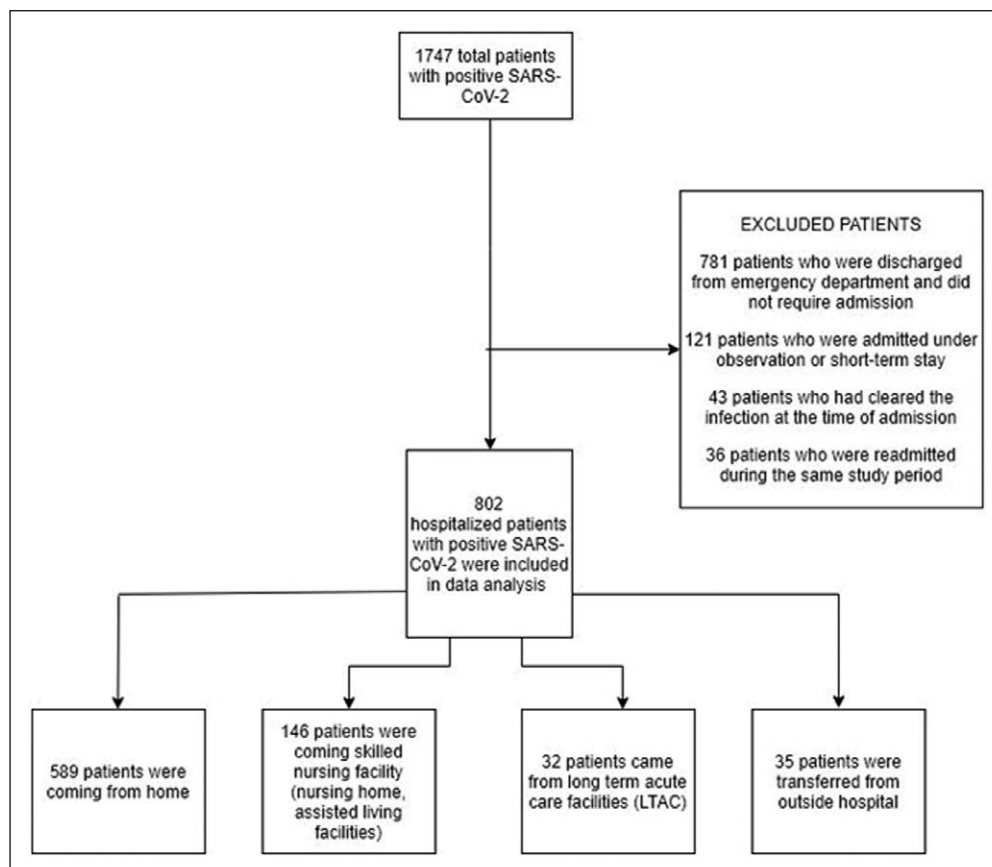 1747 total patients
with positive SARS-
CoV-2
EXCLUDED PATIENTS
781 patients who were discharged
from emergency department and did
not require admission
121 patients who were admitted under
observation or short-term stay
43 patients who had cleared the
infection at the time of admission
36 patients who were readmitted
during the same study period
802
hospitalized patients
with positive SARS-
CoV-2 were included
in data analysis
589 patients were
coming from home
146 patients were
coming skilled
nursing facility
(nursing home,
assisted living
facilities)
32 patients came
from long term acute
care facilities (LTAC)
35 patients were
transferred from
outside hospital